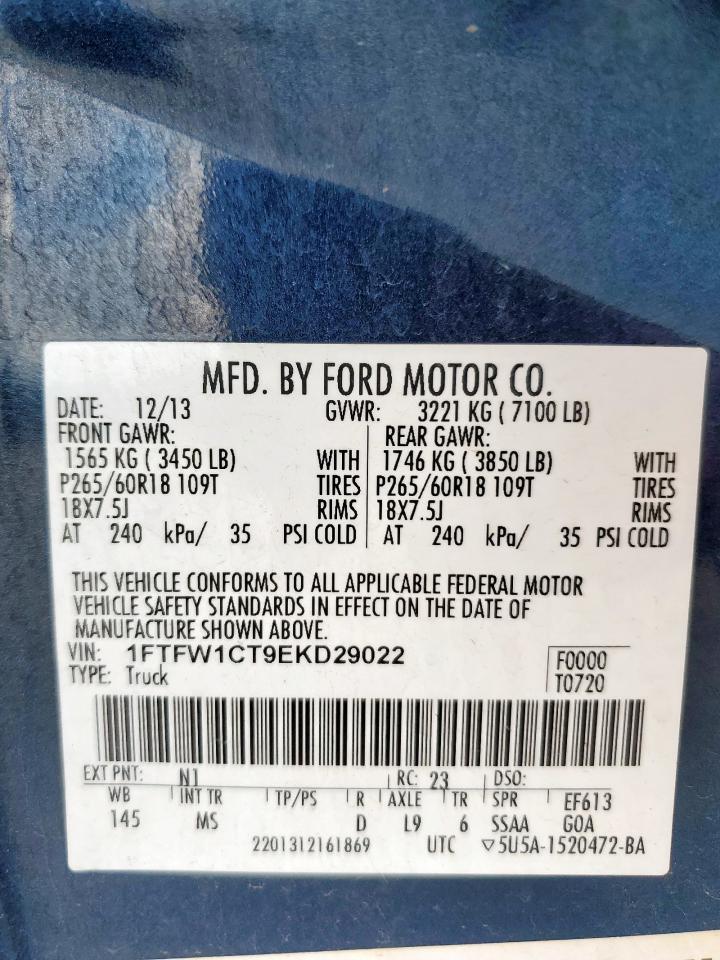 MFD. BY FORD MOTOR CO.
DATE: 12/13 GVWR: 3221 KG ( 7100 LB)
FRONT GAWR: REAR GAWR:
1565 KG ( 3450 LB) WITH 1746 KG ( 3850 LB) WITH
P265/60R18 109T TIRES P265/60R18 109T TIRES
18X7.5J RIMS 18X7.5J RIMS
AT 240 kPa/ 35 PSI COLD AT 240 kPa/ 35 PSI COLD
THIS VEHICLE CONFORMS TO ALL APPLICABLE FEDERAL MOTOR
VEHICLE SAFETY STANDARDS IN EFFECT ON THE DATE OF
MANUFACTURE SHOWN ABOVE.
VIN: 1FTFW1CT9EKD29022 F0000
TYPE: Truck T0720
EXT PNT: N1 RC: 23 DSO:
WB INT TR TP/PS R AXLE TR SPR EF613
145 MS D L9 6 SSAA GOA
2201312161869 UTC ▽5U5A-1520472-BA